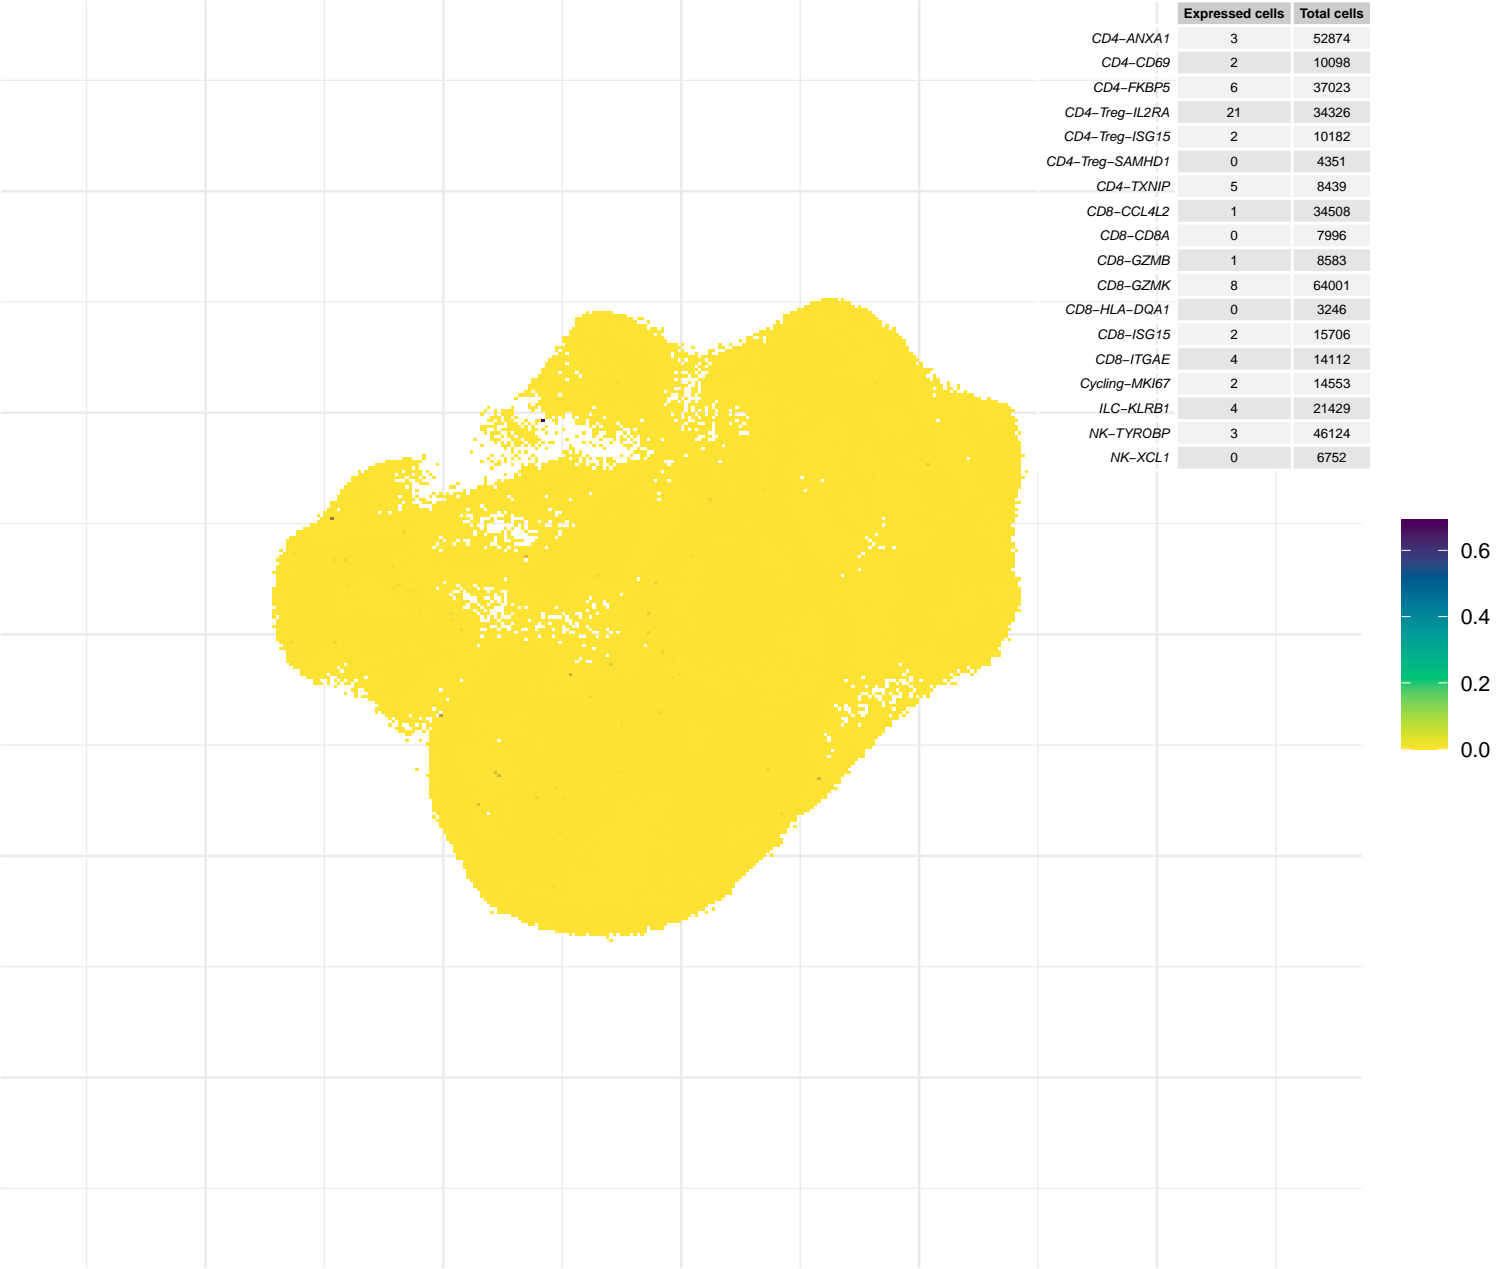 Expressed cells Total cells
CD4−ANXA1 3 52874
CD4−CD69 2 10098
CD4−FKBP5 6 37023
CD4−Treg−IL2RA 21 34326
CD4−Treg−ISG15 2 10182
CD4−Treg−SAMHD1 0 4351
CD4−TXNIP 5 8439
CD8−CCL4L2 1 34508
CD8−CD8A 0 7996
CD8−GZMB 1 8583
CD8−GZMK 8 64001
CD8−HLA−DQA1 0 3246
CD8−ISG15 2 15706
CD8−ITGAE 4 14112
Cycling−MKI67 2 14553
ILC−KLRB1 4 21429
NK−TYROBP 3 46124
NK−XCL1 0 6752
0.6
0.4
0.2
0.0